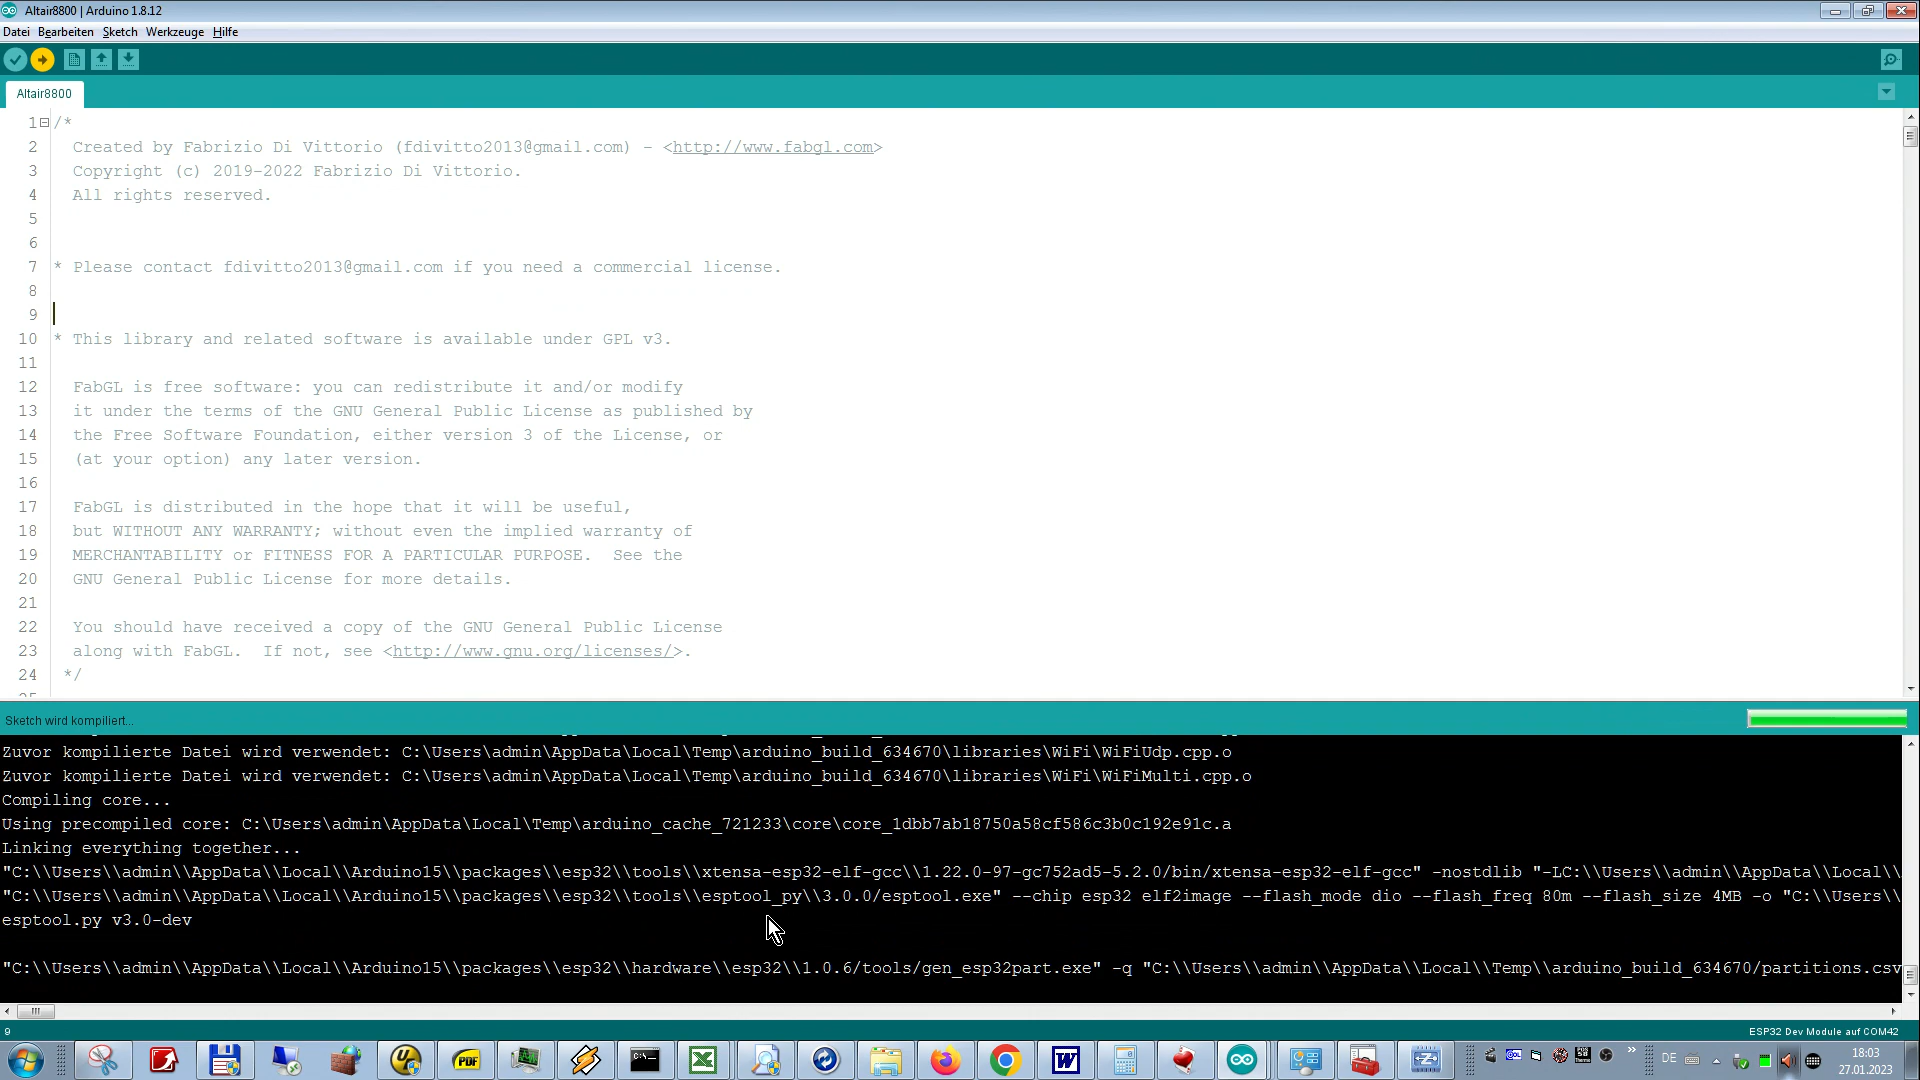 Altair8800 | Arduino 1.8.12
Datei Bearbeiten Sketch Werkzeuge Hilfe
Altair8800
1 /*
2 Created by Fabrizio Di Vittorio (fdivitto2013@gmail.com) - <http://www.fabgl.com>
3 Copyright (c) 2019-2022 Fabrizio Di Vittorio.
4 All rights reserved.
5
6
7 * Please contact fdivitto2013@gmail.com if you need a commercial license.
8
9
10 * This library and related software is available under GPL v3.
11
12 FabGL is free software: you can redistribute it and/or modify
13 it under the terms of the GNU General Public License as published by
14 the Free Software Foundation, either version 3 of the License, or
15 (at your option) any later version.
16
17 FabGL is distributed in the hope that it will be useful,
18 but WITHOUT ANY WARRANTY; without even the implied warranty of
19 MERCHANTABILITY or FITNESS FOR A PARTICULAR PURPOSE.  See the
20 GNU General Public License for more details.
21
22 You should have received a copy of the GNU General Public License
23 along with FabGL.  If not, see <http://www.gnu.org/licenses/>.
24 */
Sketch wird kompiliert...
Zuvor kompilierte Datei wird verwendet: C:\Users\admin\AppData\Local\Temp\arduino_build_634670\libraries\WiFi\WiFiUdp.cpp.o
Zuvor kompilierte Datei wird verwendet: C:\Users\admin\AppData\Local\Temp\arduino_build_634670\libraries\WiFi\WiFiMulti.cpp.o
Compiling core...
Using precompiled core: C:\Users\admin\AppData\Local\Temp\arduino_cache_721233\core\core_1dbb7ab18750a58cf586c3b0c192e91c.a
Linking everything together...
"C:\\Users\\admin\\AppData\\Local\\Arduino15\\packages\\esp32\\tools\\xtensa-esp32-elf-gcc\\1.22.0-97-gc752ad5-5.2.0/bin/xtensa-esp32-elf-gcc" -nostdlib "-LC:\\Users\\admin\\AppData\\Local\\
"C:\\Users\\admin\\AppData\\Local\\Arduino15\\packages\\esp32\\tools\\esptool_py\\3.0.0/esptool.exe" --chip esp32 elf2image --flash_mode dio --flash_freq 80m --flash_size 4MB -o "C:\\Users\\
esptool.py v3.0-dev
"C:\\Users\\admin\\AppData\\Local\\Arduino15\\packages\\esp32\\hardware\\esp32\\1.0.6/tools/gen_esp32part.exe" -q "C:\\Users\\admin\\AppData\\Local\\Temp\\arduino_build_634670/partitions.csv
9
ESP32 Dev Module auf COM42
PDF
DE
18:03
27.01.2023